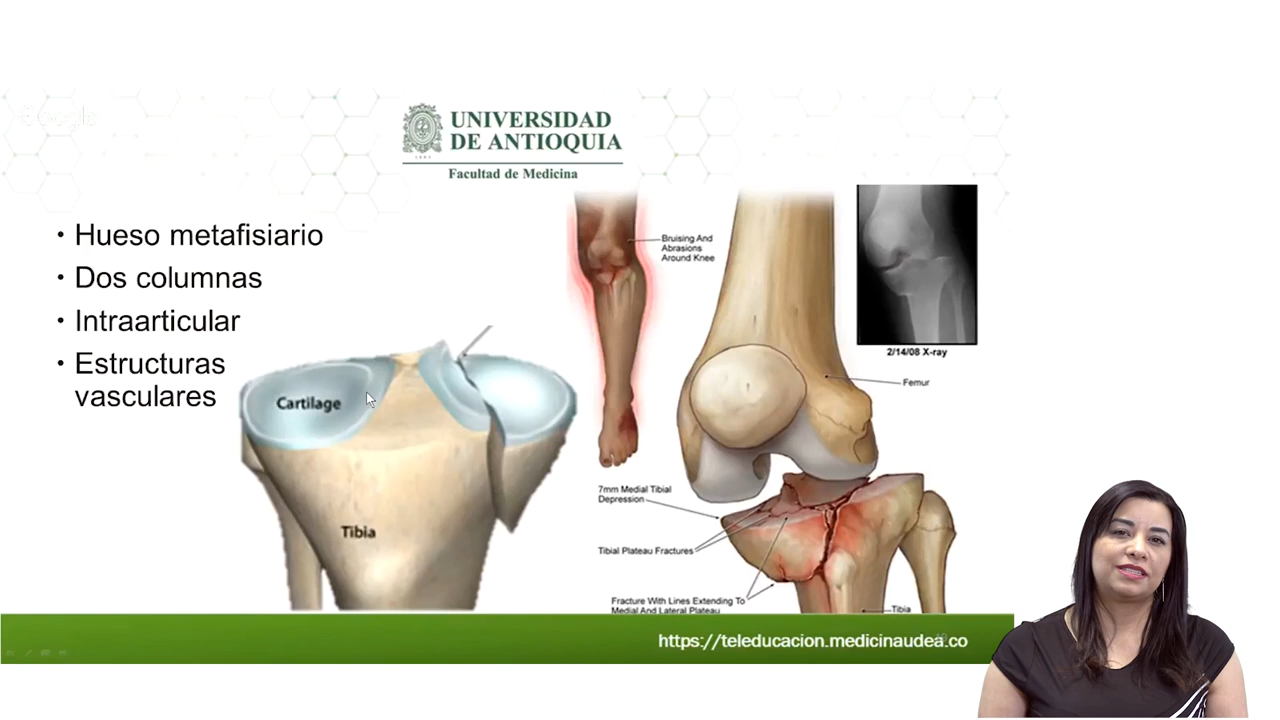 UNIVERSIDAD
DE ANTIOQUIA
1803
Facultad de Medicina
• Hueso metafisiario
• Dos columnas
• Intraarticular
• Estructuras
vasculares
Cartilage
Tibia
Bruising And
Abrasions
Around Knee
2/14/08 X-ray
Femur
7mm Medial Tibial
Depression
Tibial Plateau Fractures
Fracture With Lines Extending To
Medial And Lateral Plateau
Tibia
https://teleducacion.medicinaudea.co